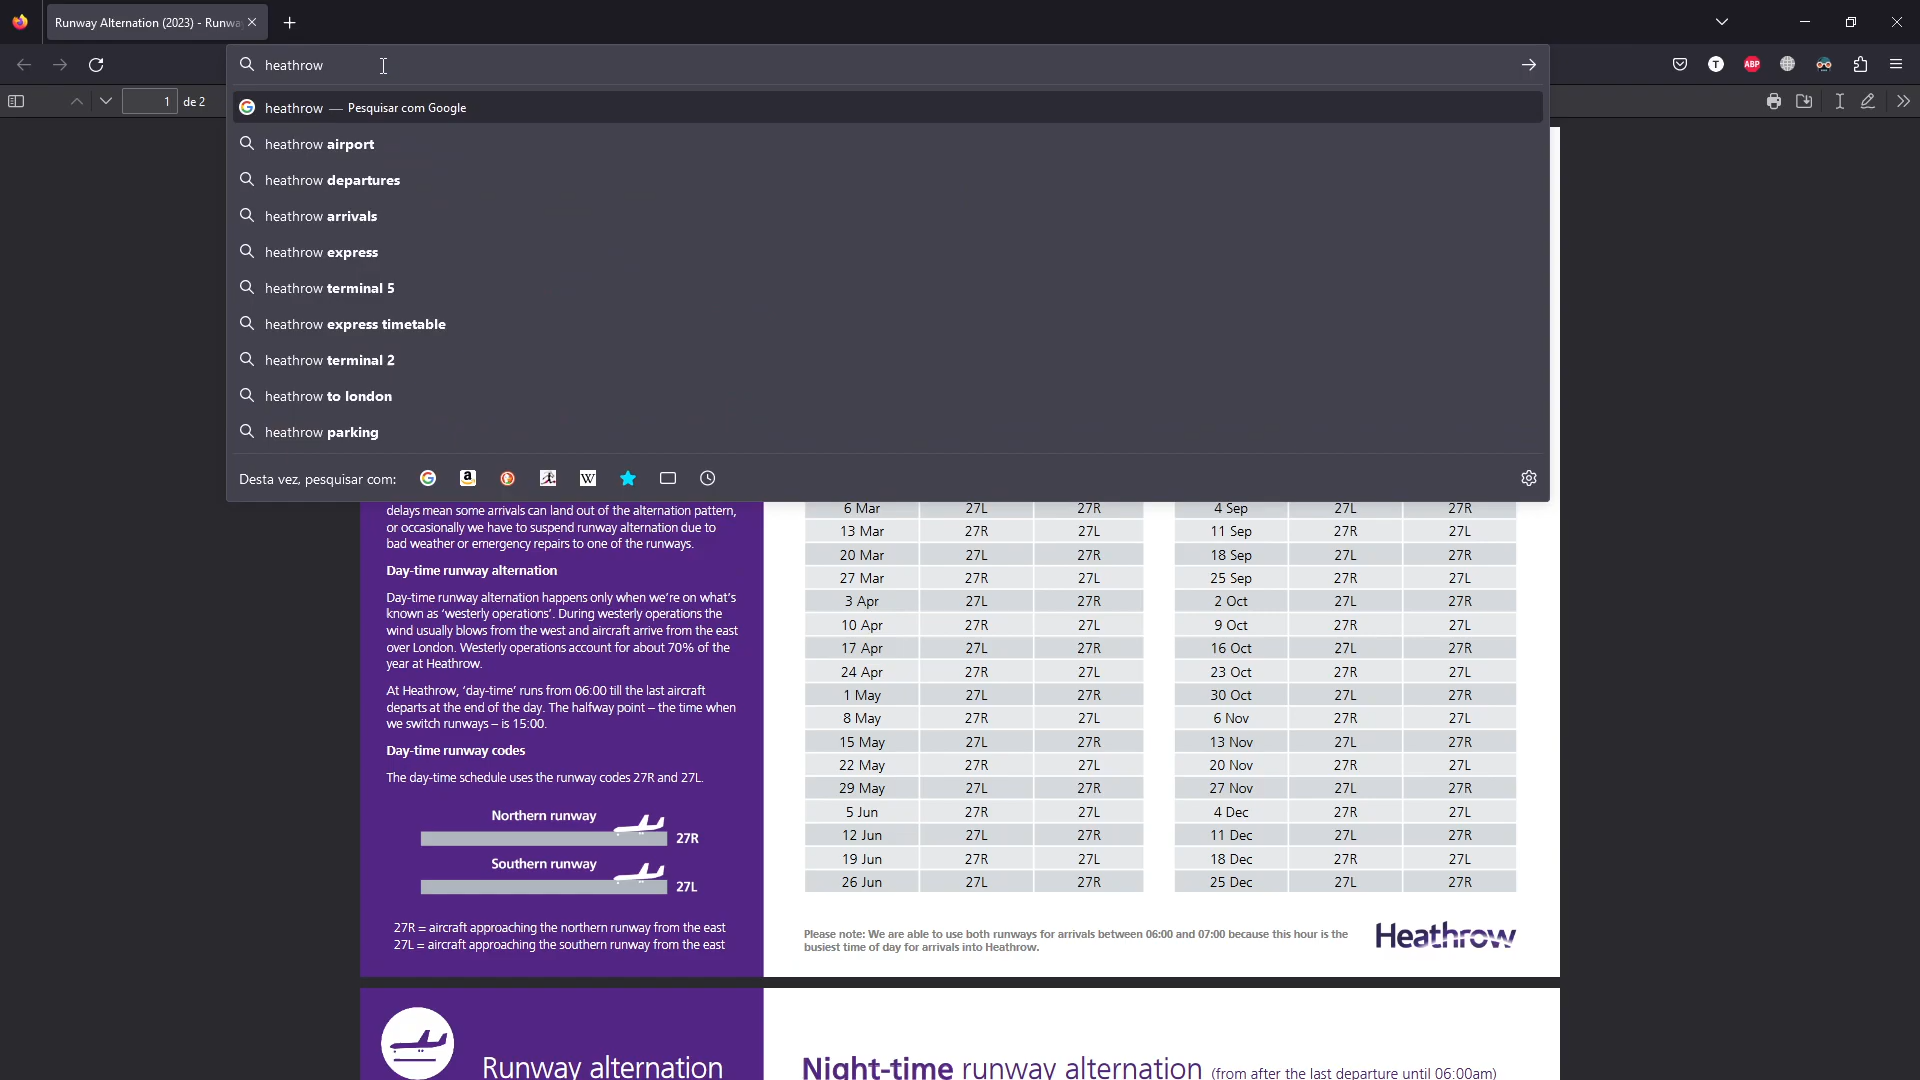 Runway Alternation (2023) - Runwa
heathrow
1 de 2
heathrow — Pesquisar com Google
heathrow airport
heathrow departures
heathrow arrivals
heathrow express
heathrow terminal 5
heathrow express timetable
heathrow terminal 2
heathrow to london
heathrow parking
Desta vez, pesquisar com:
delays mean some arrivals can land out of the alternation pattern,
or occasionally we have to suspend runway alternation due to
bad weather or emergency repairs to one of the runways.
Day-time runway alternation
Day-time runway alternation happens only when we're on what's
known as 'westerly operations'. During westerly operations the
wind usually blows from the west and aircraft arrive from the east
over London. Westerly operations account for about 70% of the
year at Heathrow.
At Heathrow, 'day-time' runs from 06:00 till the last aircraft
departs at the end of the day. The halfway point – the time when
we switch runways – is 15:00.
Day-time runway codes
The day-time schedule uses the runway codes 27R and 27L.
Northern runway
27R
Southern runway
27L
27R = aircraft approaching the northern runway from the east
27L = aircraft approaching the southern runway from the east
6 Mar 27L 27R
13 Mar 27R 27L
20 Mar 27L 27R
27 Mar 27R 27L
3 Apr 27L 27R
10 Apr 27R 27L
17 Apr 27L 27R
24 Apr 27R 27L
1 May 27L 27R
8 May 27R 27L
15 May 27L 27R
22 May 27R 27L
29 May 27L 27R
5 Jun 27R 27L
12 Jun 27L 27R
19 Jun 27R 27L
26 Jun 27L 27R
4 Sep 27L 27R
11 Sep 27R 27L
18 Sep 27L 27R
25 Sep 27R 27L
2 Oct 27L 27R
9 Oct 27R 27L
16 Oct 27L 27R
23 Oct 27R 27L
30 Oct 27L 27R
6 Nov 27R 27L
13 Nov 27L 27R
20 Nov 27R 27L
27 Nov 27L 27R
4 Dec 27R 27L
11 Dec 27L 27R
18 Dec 27R 27L
25 Dec 27L 27R
Please note: We are able to use both runways for arrivals between 06:00 and 07:00 because this hour is the
busiest time of day for arrivals into Heathrow.
Heathrow
Runway alternation
Night-time runway alternation (from after the last departure until 06:00am)
T
ABP
G
a
W